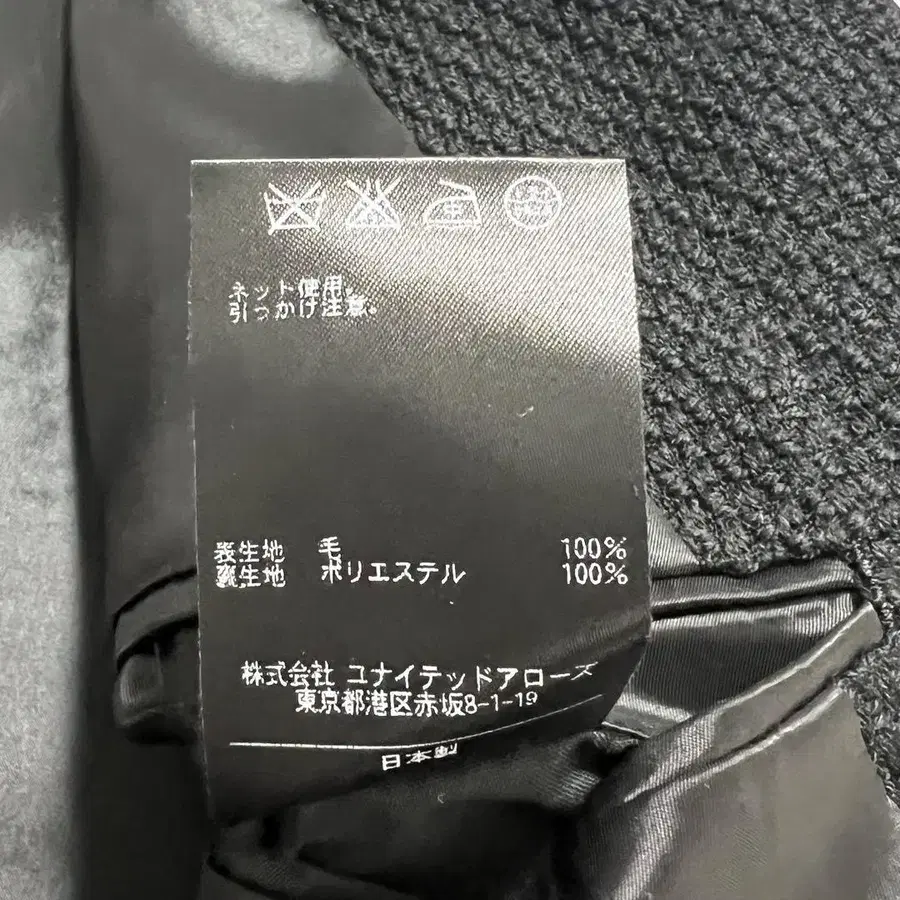 ネット使用。
引っかけ注意。
表生地 毛 100%
裏生地 ポリエステル 100%
株式会社 ユナイテッドアローズ
東京都港区赤坂8-1-19
日本製